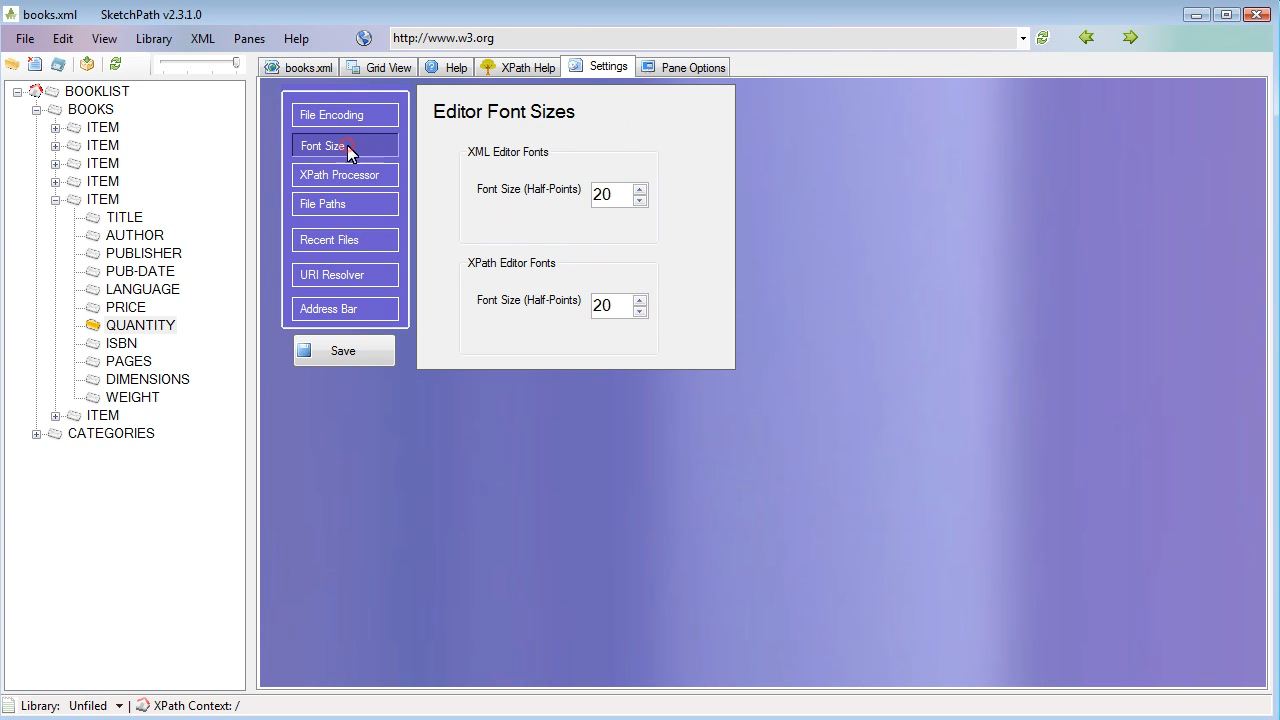 books.xml SketchPath v2.3.1.0
File Edit View Library XML Panes Help http://www.w3.org
books.xml Grid View Help XPath Help Settings Pane Options
BOOKLIST
BOOKS
ITEM
ITEM
ITEM
ITEM
ITEM
TITLE
AUTHOR
PUBLISHER
PUB-DATE
LANGUAGE
PRICE
QUANTITY
ISBN
PAGES
DIMENSIONS
WEIGHT
ITEM
CATEGORIES
File Encoding
Font Size
XPath Processor
File Paths
Recent Files
URI Resolver
Address Bar
Save
Editor Font Sizes
XML Editor Fonts
Font Size (Half-Points) 20
XPath Editor Fonts
Font Size (Half-Points) 20
Library: Unfiled XPath Context: /